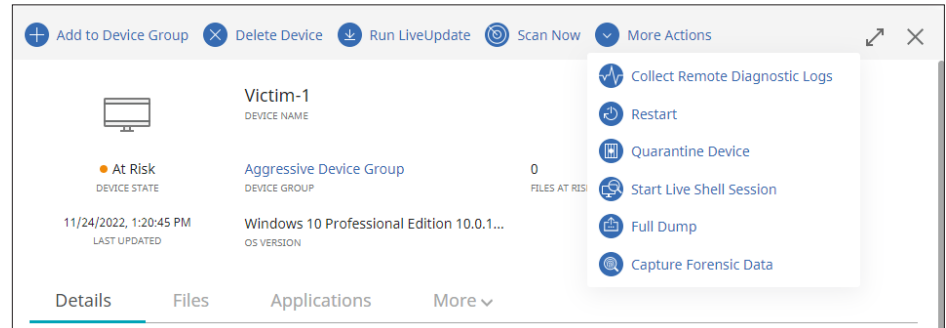 Add to Device Group Delete Device Run LiveUpdate Scan Now More Actions
Collect Remote Diagnostic Logs
Restart
Quarantine Device
Start Live Shell Session
Full Dump
Capture Forensic Data
Victim-1
DEVICE NAME
At Risk
DEVICE STATE
Aggressive Device Group
DEVICE GROUP
0
FILES AT RIS
11/24/2022, 1:20:45 PM
LAST UPDATED
Windows 10 Professional Edition 10.0.1...
OS VERSION
Details Files Applications More